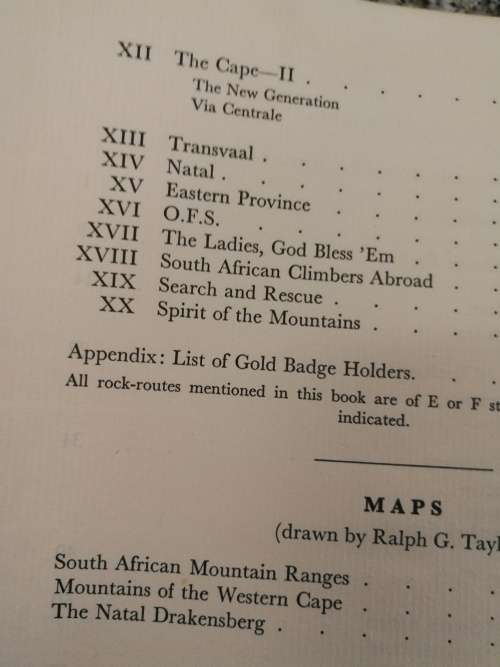 XII The Cape—II . . . . .
The New Generation
Via Centrale
XIII Transvaal . . . . . . .
XIV Natal . . . . . . . .
XV Eastern Province . . . . .
XVI O.F.S. . . . . . . .
XVII The Ladies, God Bless 'Em . . .
XVIII South African Climbers Abroad . .
XIX Search and Rescue . . . . .
XX Spirit of the Mountains . . . .
Appendix: List of Gold Badge Holders. . .
All rock-routes mentioned in this book are of E or F
indicated.
MAPS
(drawn by Ralph G.
South African Mountain Ranges . . . .
Mountains of the Western Cape . . . .
The Natal Drakensberg . . . . . .